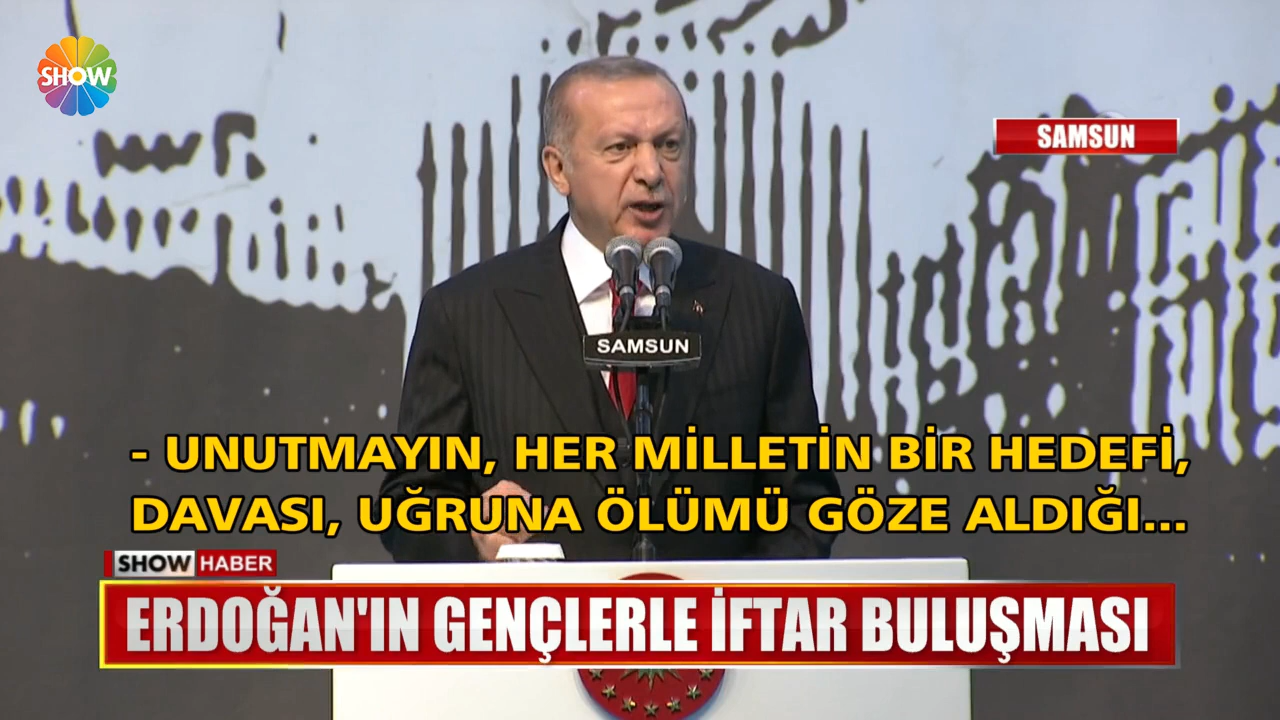 SHOW
SAMSUN
SAMSUN
- UNUTMAYIN, HER MİLLETİN BİR HEDEFİ,
DAVASI, UĞRUNA ÖLÜMÜ GÖZE ALDIĞI...
SHOW HABER
ERDOĞAN'IN GENÇLERLE İFTAR BULUŞMASI